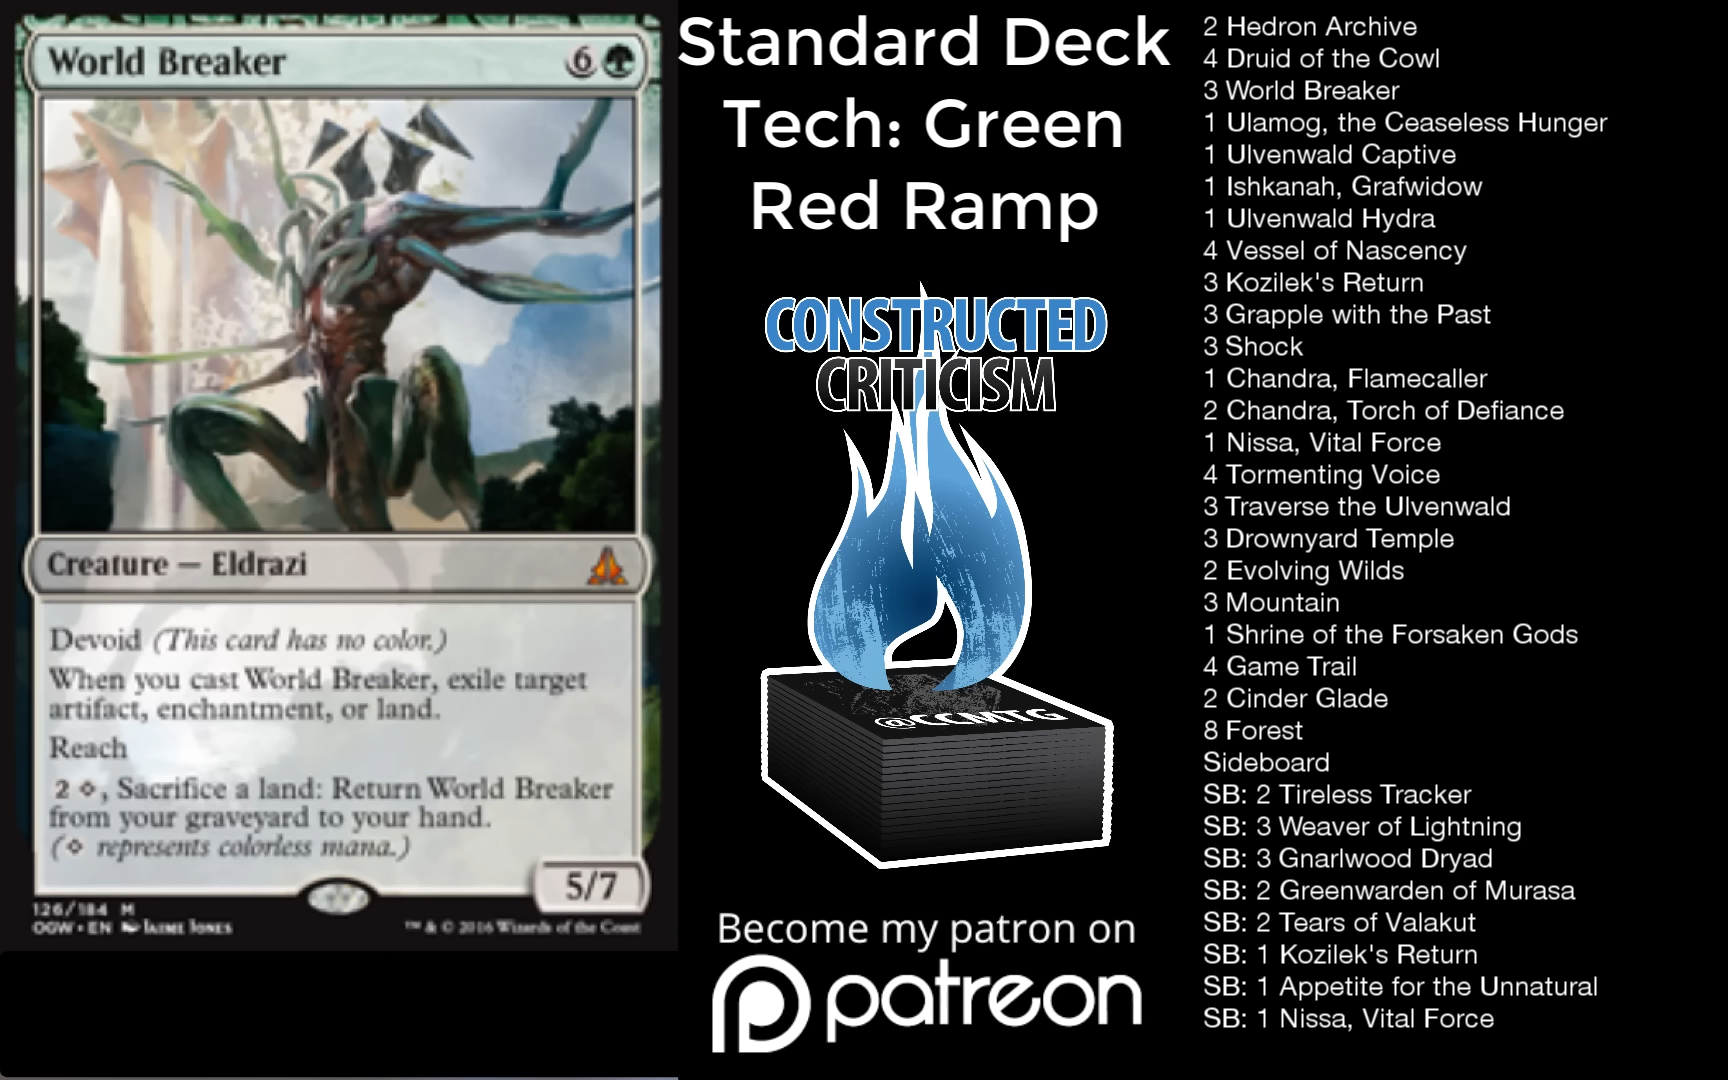 World Breaker
6
Creature — Eldrazi
Devoid (This card has no color.)
When you cast World Breaker, exile target
artifact, enchantment, or land.
Reach
2 , Sacrifice a land: Return World Breaker
from your graveyard to your hand.
( represents colorless mana.)
5/7
126/184 M
OGW • EN JAIME JONES
™ & © 2016 Wizards of the Coast
Standard Deck
Tech: Green
Red Ramp
CONSTRUCTED
CRITICISM
@CCMTG
Become my patron on
patreon
2 Hedron Archive
4 Druid of the Cowl
3 World Breaker
1 Ulamog, the Ceaseless Hunger
1 Ulvenwald Captive
1 Ishkanah, Grafwidow
1 Ulvenwald Hydra
4 Vessel of Nascency
3 Kozilek's Return
3 Grapple with the Past
3 Shock
1 Chandra, Flamecaller
2 Chandra, Torch of Defiance
1 Nissa, Vital Force
4 Tormenting Voice
3 Traverse the Ulvenwald
3 Drownyard Temple
2 Evolving Wilds
3 Mountain
1 Shrine of the Forsaken Gods
4 Game Trail
2 Cinder Glade
8 Forest
Sideboard
SB: 2 Tireless Tracker
SB: 3 Weaver of Lightning
SB: 3 Gnarlwood Dryad
SB: 2 Greenwarden of Murasa
SB: 2 Tears of Valakut
SB: 1 Kozilek's Return
SB: 1 Appetite for the Unnatural
SB: 1 Nissa, Vital Force